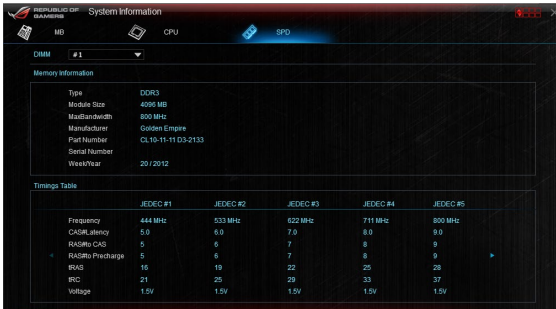 REPUBLIC OF GAMERS System Information
MB CPU SPD
DIMM #1
Memory Information
Type DDR3
Module Size 4096 MB
MaxBandwidth 800 MHz
Manufacturer Golden Empire
Part Number CL10-11-11 D3-2133
Serial Number
Week/Year 20 / 2012
Timings Table
JEDEC #1 JEDEC #2 JEDEC #3 JEDEC #4 JEDEC #5
Frequency 444 MHz 533 MHz 622 MHz 711 MHz 800 MHz
CAS#Latency 5.0 6.0 7.0 8.0 9.0
RAS#to CAS 5 6 7 8 9
RAS#to Precharge 5 6 7 8 9
tRAS 16 19 22 25 28
tRC 21 25 29 33 37
Voltage 1.5V 1.5V 1.5V 1.5V 1.5V